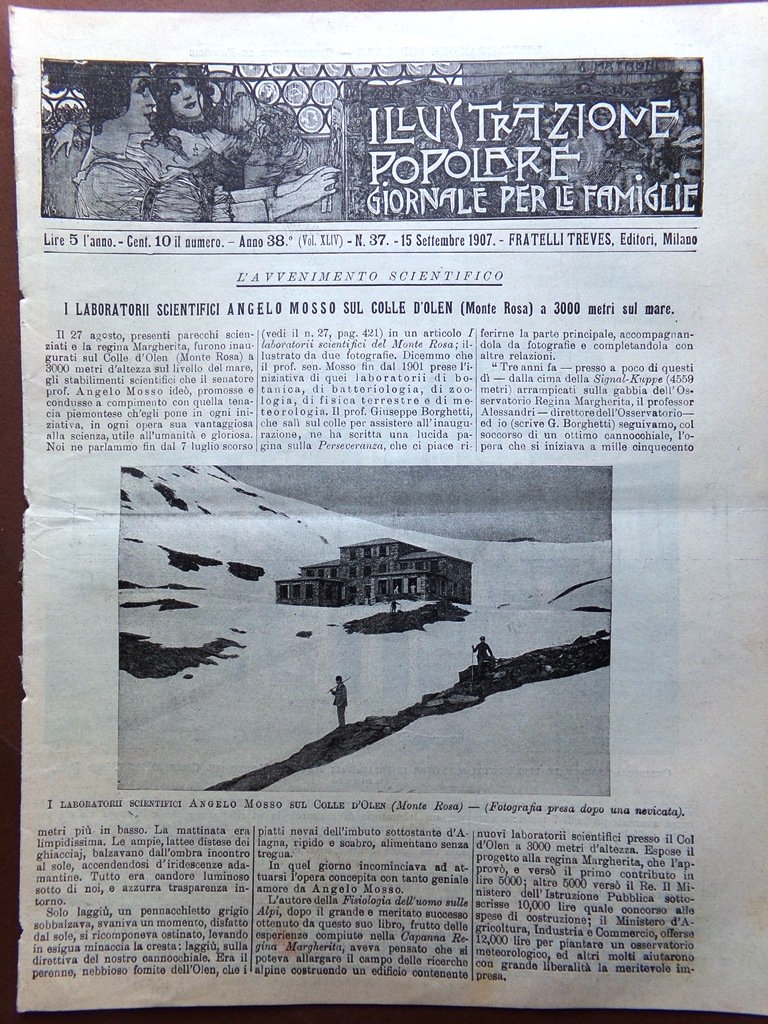 ILLUSTRAZIONE
POPOLARE
GIORNALE PER LE FAMIGLIE
Lire 5 l'anno. - Cent. 10 il numero. - Anno 38.º (Vol. XLIV) - N. 37. - 15 Settembre 1907. - FRATELLI TREVES, Editori, Milano
L'AVVENIMENTO SCIENTIFICO
I LABORATORII SCIENTIFICI ANGELO MOSSO SUL COLLE D'OLEN (Monte Rosa) a 3000 metri sul mare.
Il 27 agosto, presenti parecchi scien-
ziati e la regina Margherita, furono inau-
gurati sul Colle d'Olen (Monte Rosa) a
3000 metri d'altezza sul livello del mare,
gli stabilimenti scientifici che il senatore
prof. Angelo Mosso ideò, promosse e
condusse a compimento con quella tena-
cia piemontese ch'egli pone in ogni ini-
ziativa, in ogni opera sua vantaggiosa
alla scienza, utile all'umanità e gloriosa.
Noi ne parlammo fin dal 7 luglio scorso
(vedi il n. 27, pag. 421) in un articolo I
laboratorii scientifici del Monte Rosa; il-
lustrato da due fotografie. Dicemmo che
il prof. sen. Mosso fin dal 1901 prese l'i-
niziativa di quei laboratorii di bo-
tanica, di batteriologia, di zoo-
logia, di fisica terrestre e di me-
teorologia. Il prof. Giuseppe Borghetti,
che salì sul colle per assistere all'inaugu-
razione, ne ha scritta una lucida pa-
gina sulla Perseveranza, che ci piace ri-
ferirne la parte principale, accompagnan-
dola da fotografie e completandola con
altre relazioni.
"Tre anni fa — presso a poco di questi
dì — dalla cima della Signal-Kuppe (4559
metri) arrampicati sulla gabbia dell'Os-
servatorio Regina Margherita, il professor
Alessandri — direttore dell'Osservatorio—
ed io (scrive G. Borghetti) seguivamo, col
soccorso di un ottimo cannocchiale, l'o-
pera che si iniziava a mille cinquecento
I LABORATORII SCIENTIFICI ANGELO MOSSO SUL COLLE D'OLEN (Monte Rosa) — (Fotografia presa dopo una nevicata).
metri più in basso. La mattinata era
limpidissima. Le ampie, lattee distese dei
ghiacciaj, balzavano dall'ombra incontro
al sole, accendendosi d'iridescenze ada-
mantine. Tutto era candore luminoso
sotto di noi, e azzurra trasparenza in-
torno.
Solo laggiù, un pennacchietto grigio
sobbalzava, svaniva un momento, disfatto
dal sole, si ricomponeva ostinato, levando
in esigua minaccia la cresta: laggiù, sulla
direttiva del nostro cannocchiale. Era il
perenne, nebbioso fomite dell'Olen, che i
piatti nevai dell'imbuto sottostante d'A-
lagna, ripido e scabro, alimentano senza
tregua.
In quel giorno incominciava ad at-
tuarsi l'opera concepita con tanto geniale
amore da Angelo Mosso.
L'autore della Fisiologia dell'uomo sulle
Alpi, dopo il grande e meritato successo
ottenuto da questo suo libro, frutto delle
esperienze compiute nella Capanna Re-
gina Margherita, aveva pensato che si
poteva allargare il campo delle ricerche
alpine costruendo un edificio contenente
nuovi laboratorii scientifici presso il Col
d'Olen a 3000 metri d'altezza. Espose il
progetto alla regina Margherita, che l'ap-
provò, e versò il primo contributo in
lire 5000; altre 5000 versò il Re. Il Mi-
nistero dell'Istruzione Pubblica sotto-
scrisse 10,000 lire quale concorso alle
spese di costruzione; il Ministero d'A-
gricoltura, Industria e Commercio, offerse
12,000 lire per piantare un osservatorio
meteorologico, ed altri molti aiutarono
con grande liberalità la meritevole im-
presa.